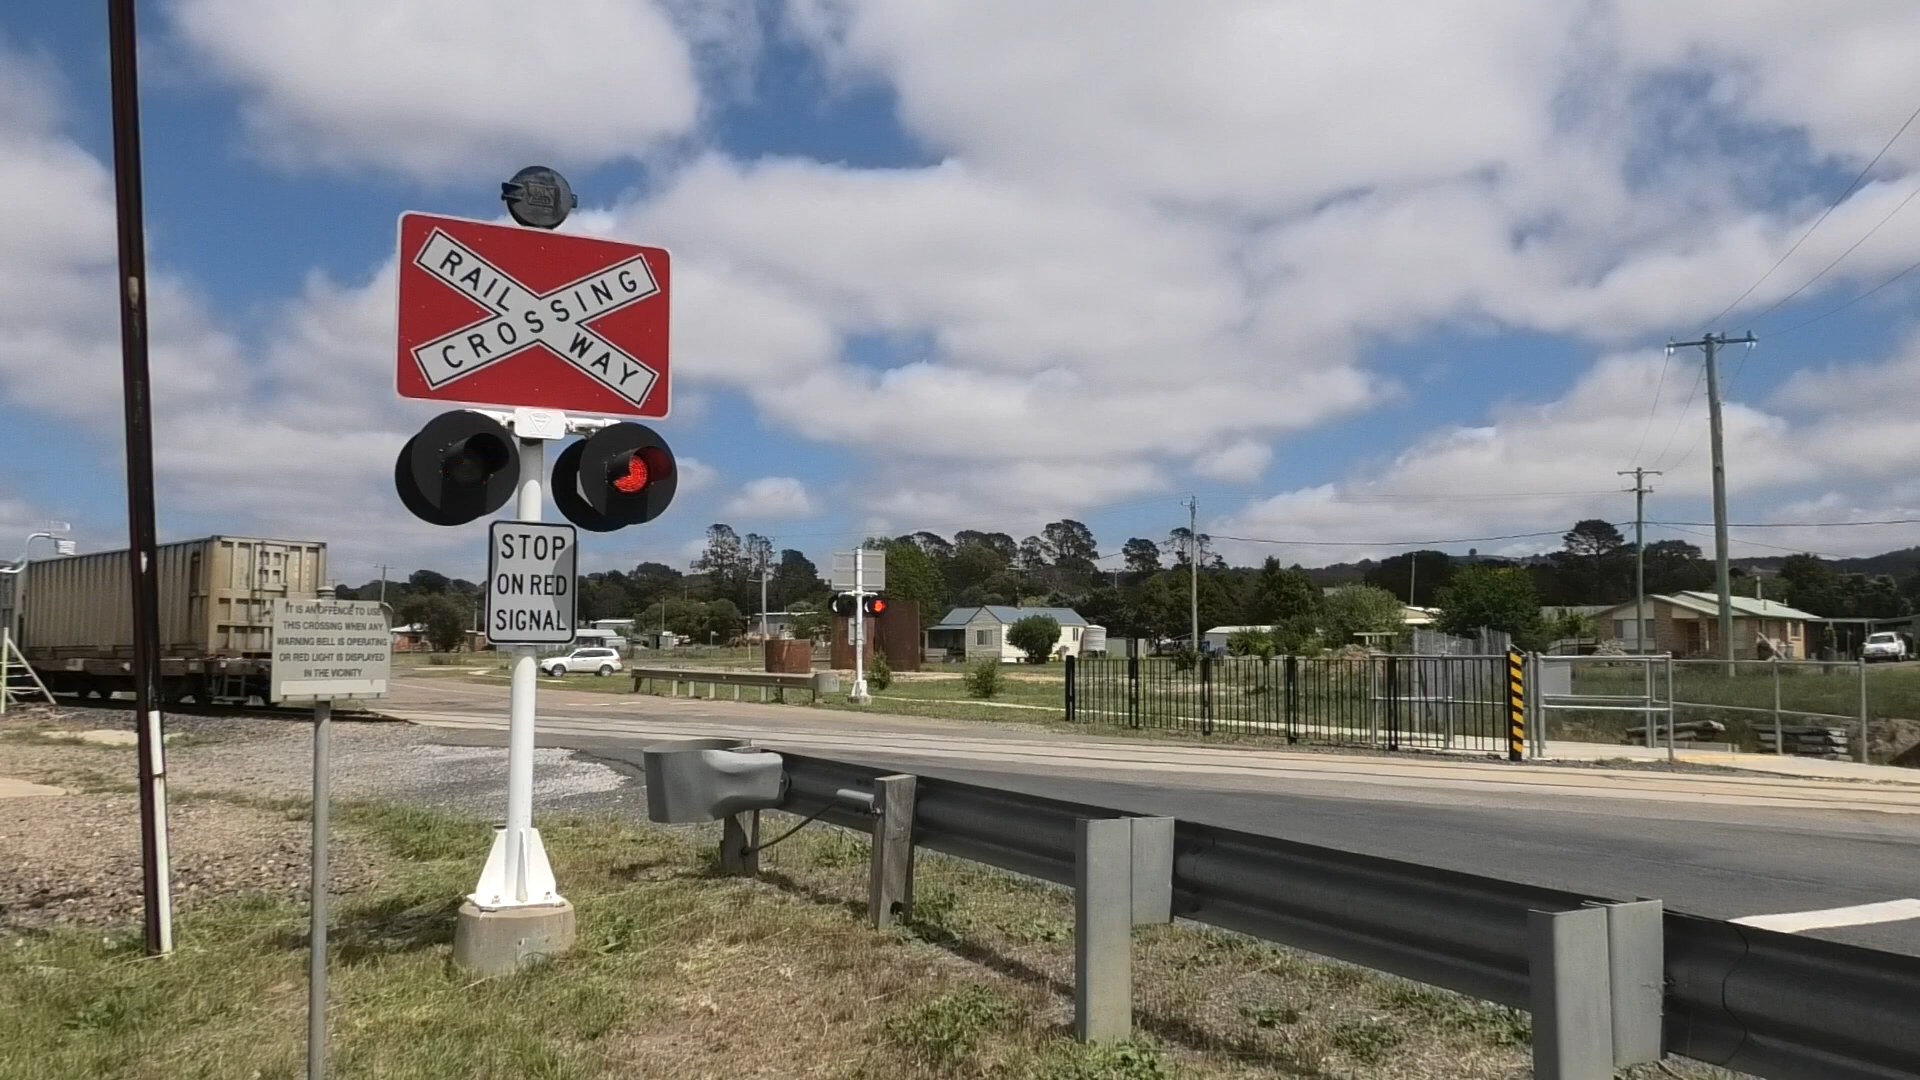 RAIL WAY
CROSSING
STOP
ON RED
SIGNAL
IT IS AN OFFENCE TO USE
THIS CROSSING WHEN ANY
WARNING BELL IS OPERATING
OR RED LIGHT IS DISPLAYED
IN THE VICINITY